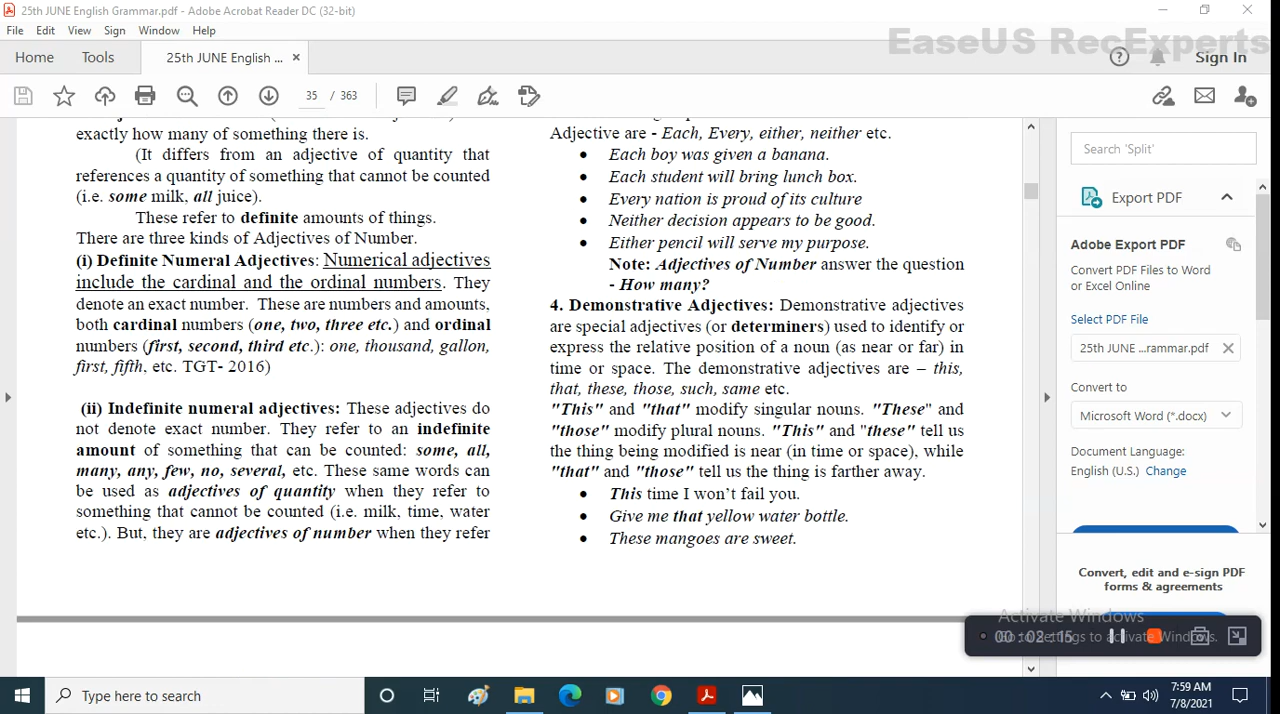 25th JUNE English Grammar.pdf - Adobe Acrobat Reader DC (32-bit)
File Edit View Sign Window Help
EaseUS RecExperts
Home Tools 25th JUNE English ... × Sign In
35 / 363
exactly how many of something there is.
(It differs from an adjective of quantity that
references a quantity of something that cannot be counted
(i.e. some milk, all juice).
These refer to definite amounts of things.
There are three kinds of Adjectives of Number.
(i) Definite Numeral Adjectives: Numerical adjectives
include the cardinal and the ordinal numbers. They
denote an exact number. These are numbers and amounts,
both cardinal numbers (one, two, three etc.) and ordinal
numbers (first, second, third etc.): one, thousand, gallon,
first, fifth, etc. TGT- 2016)
(ii) Indefinite numeral adjectives: These adjectives do
not denote exact number. They refer to an indefinite
amount of something that can be counted: some, all,
many, any, few, no, several, etc. These same words can
be used as adjectives of quantity when they refer to
something that cannot be counted (i.e. milk, time, water
etc.). But, they are adjectives of number when they refer
Adjective are - Each, Every, either, neither etc.
• Each boy was given a banana.
• Each student will bring lunch box.
• Every nation is proud of its culture
• Neither decision appears to be good.
• Either pencil will serve my purpose.
Note: Adjectives of Number answer the question
- How many?
4. Demonstrative Adjectives: Demonstrative adjectives
are special adjectives (or determiners) used to identify or
express the relative position of a noun (as near or far) in
time or space. The demonstrative adjectives are – this,
that, these, those, such, same etc.
"This" and "that" modify singular nouns. "These" and
"those" modify plural nouns. "This" and "these" tell us
the thing being modified is near (in time or space), while
"that" and "those" tell us the thing is farther away.
• This time I won't fail you.
• Give me that yellow water bottle.
• These mangoes are sweet.
Search 'Split'
Export PDF
Adobe Export PDF
Convert PDF Files to Word
or Excel Online
Select PDF File
25th JUNE ...rammar.pdf
Convert to
Microsoft Word (*.docx)
Document Language:
English (U.S.) Change
Convert, edit and e-sign PDF
forms & agreements
Activate Windows
Go to Settings to activate Windows.
00:02:15
Type here to search
7:59 AM
7/8/2021